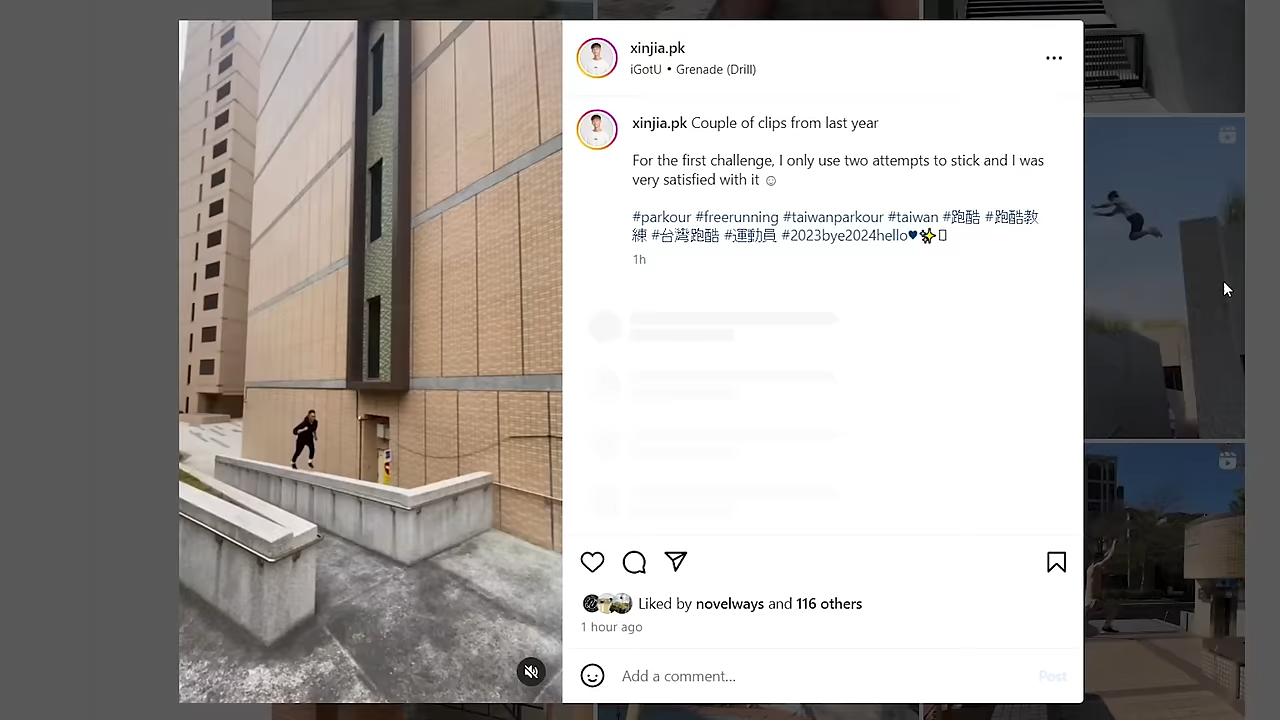 xinjia.pk
iGotU • Grenade (Drill)
xinjia.pk Couple of clips from last year
For the first challenge, I only use two attempts to stick and I was
very satisfied with it ☺
#parkour #freerunning #taiwanparkour #taiwan #跑酷 #跑酷教
練 #台灣跑酷 #運動員 #2023bye2024hello♥✨▯
1h
Liked by novelways and 116 others
1 hour ago
Add a comment...
Post